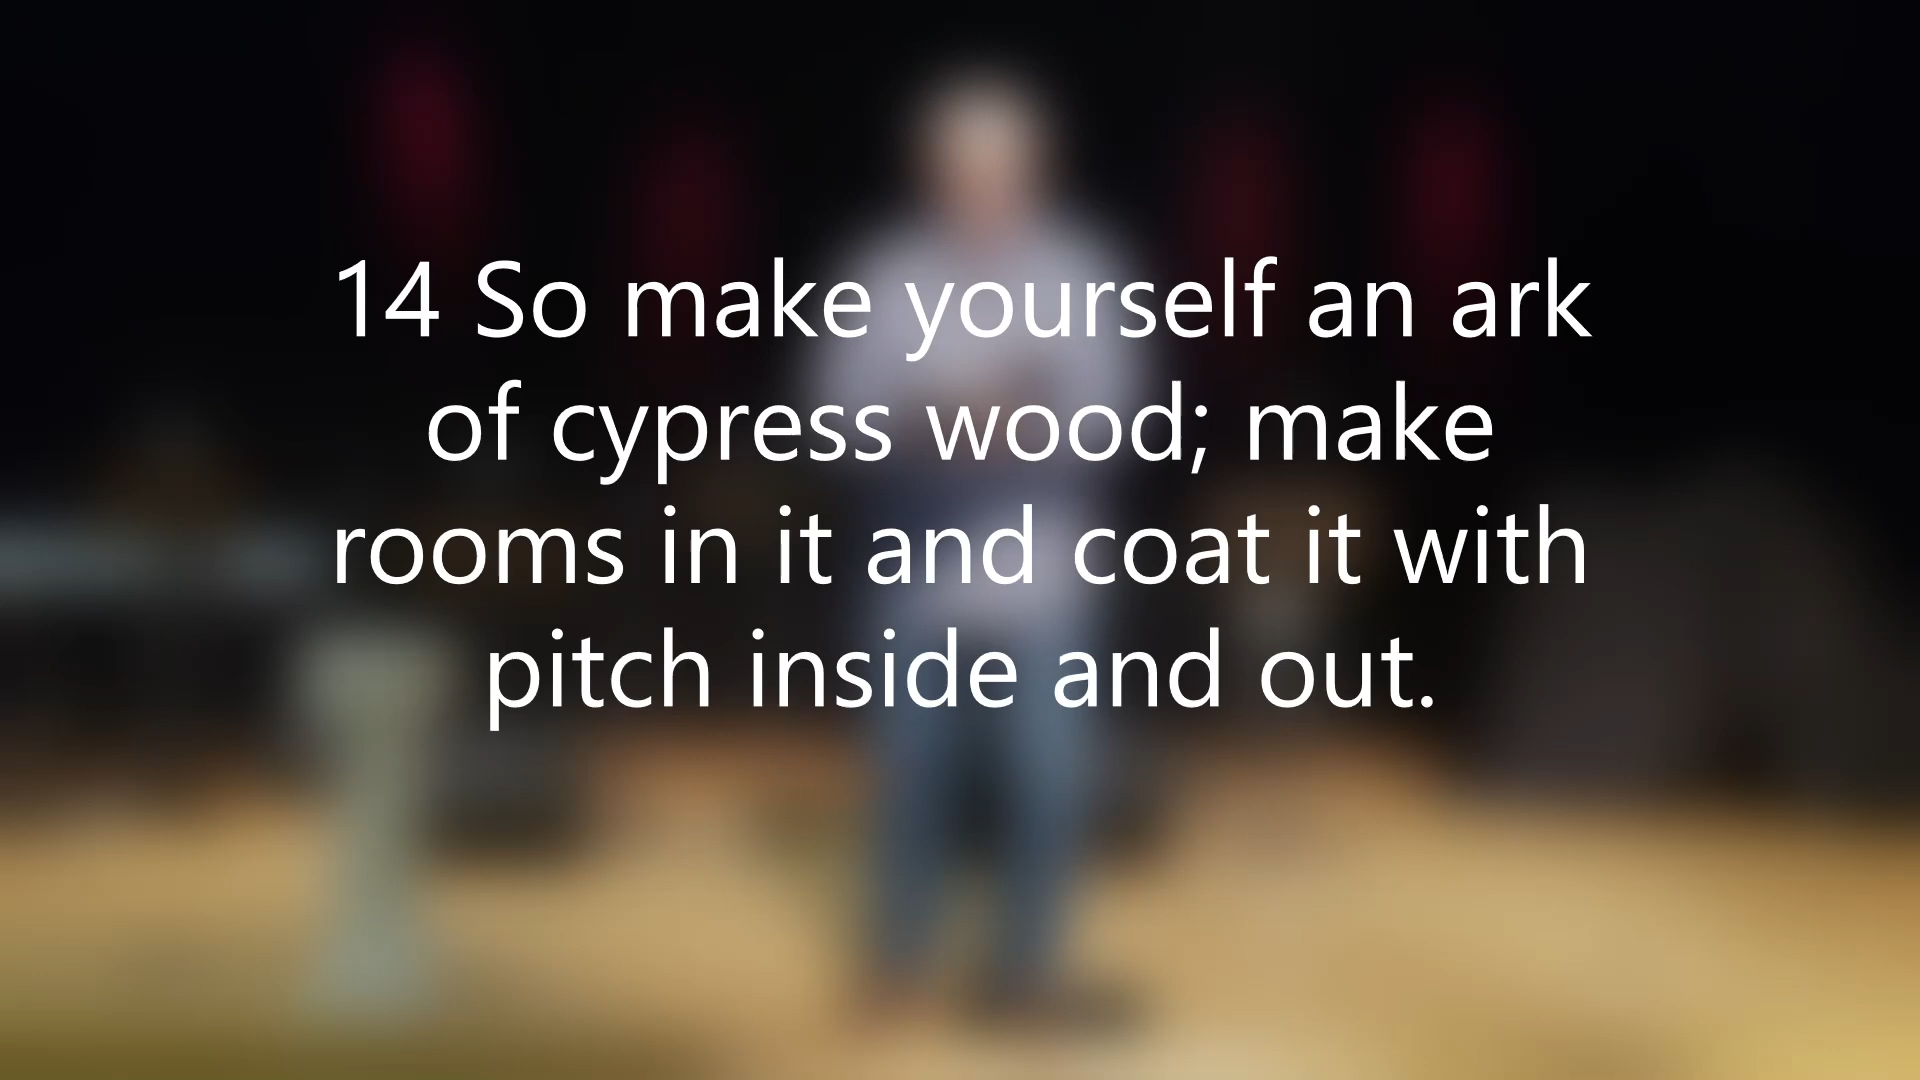 14 So make yourself an ark
of cypress wood; make
rooms in it and coat it with
pitch inside and out.